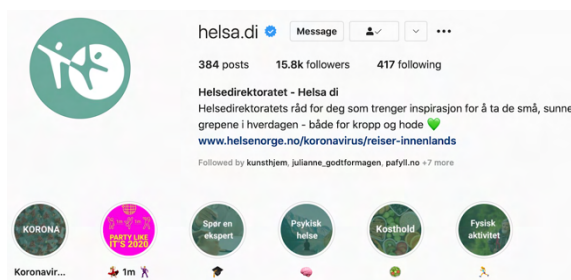 helsa.di
Message
384 posts 15.8k followers 417 following
Helsedirektoratet - Helsa di
Helsedirektoratets råd for deg som trenger inspirasjon for å ta de små, sunne
grepene i hverdagen - både for kropp og hode 💚
www.helsenorge.no/koronavirus/reiser-innenlands
Followed by kunsthjem, julianne_godtformagen, pafyll.no +7 more
KORONA
PARTY LIKE
IT'S 2020
Spør en
ekspert
Psykisk
helse
Kosthold
Fysisk
aktivitet
Koronavir...
1m